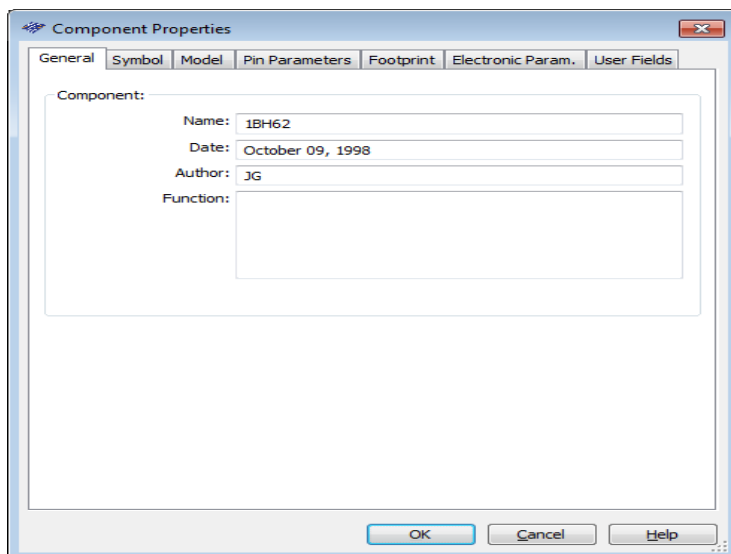 Component Properties
General Symbol Model Pin Parameters Footprint Electronic Param. User Fields
Component:
Name: 1BH62
Date: October 09, 1998
Author: JG
Function:
OK Cancel Help